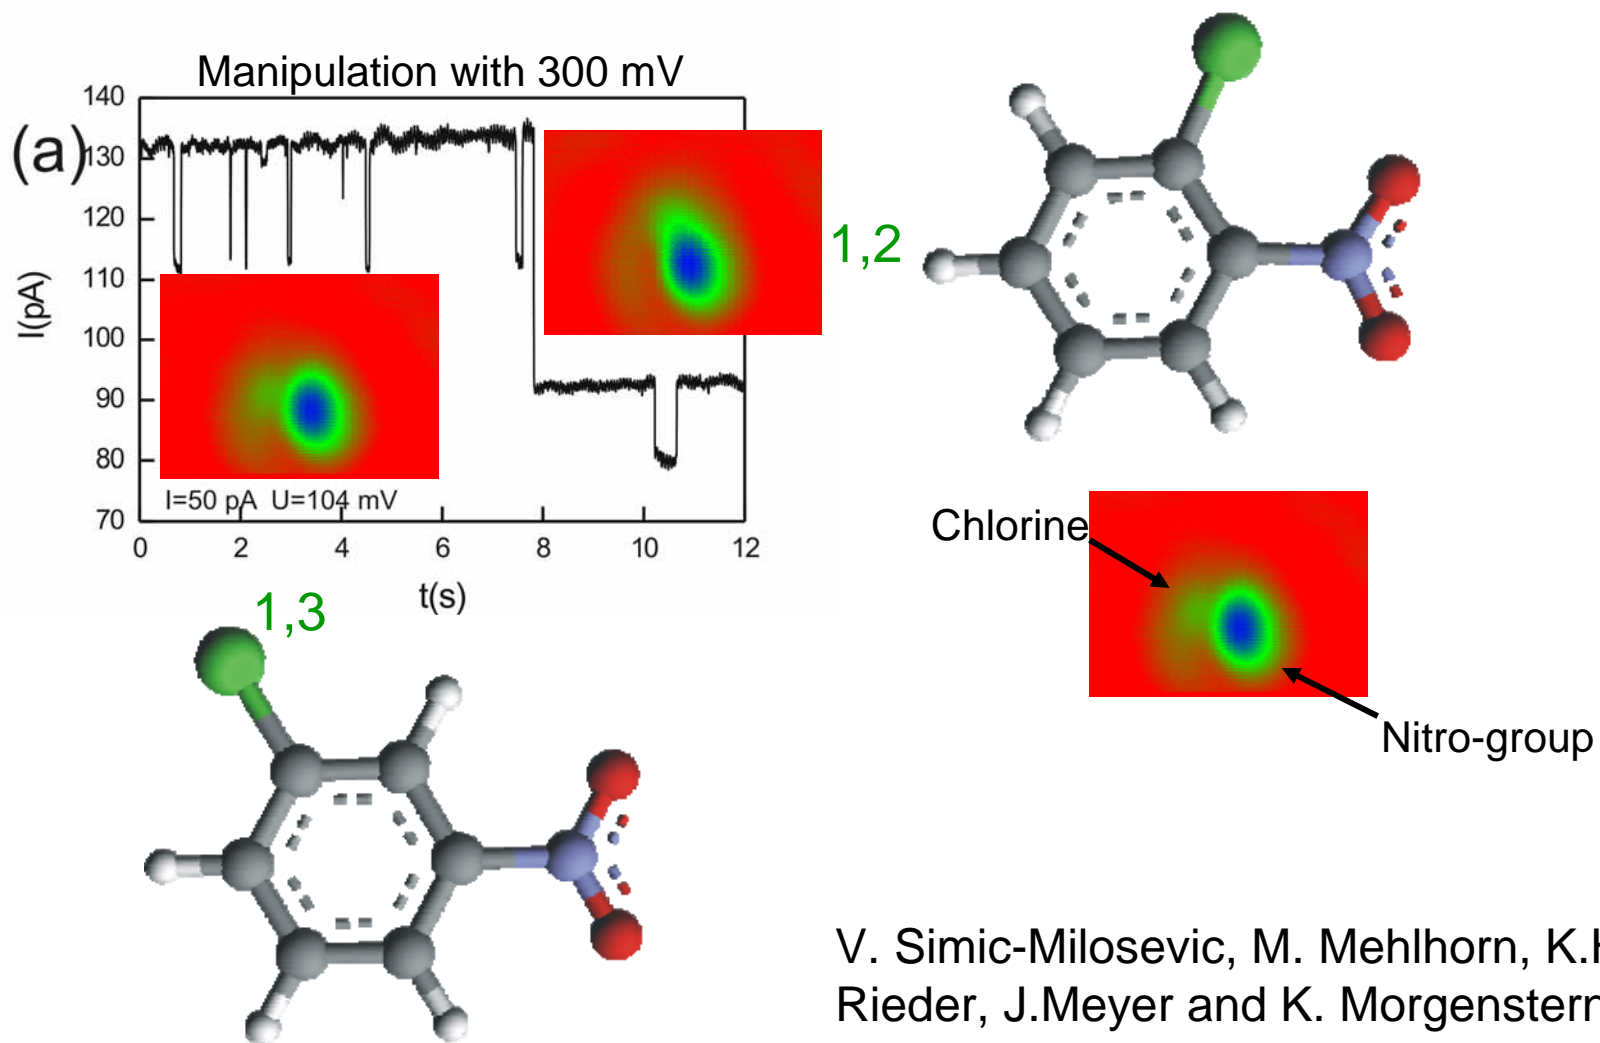 Manipulation with 300 mV
(a)
140
130
120
110
100
90
80
70
I(pA)
I=50 pA U=104 mV
0 2 4 6 8 10 12
t(s)
1,2
1,3
Chlorine
Nitro-group
V. Simic-Milosevic, M. Mehlhorn, K.H
Rieder, J.Meyer and K. Morgenstern